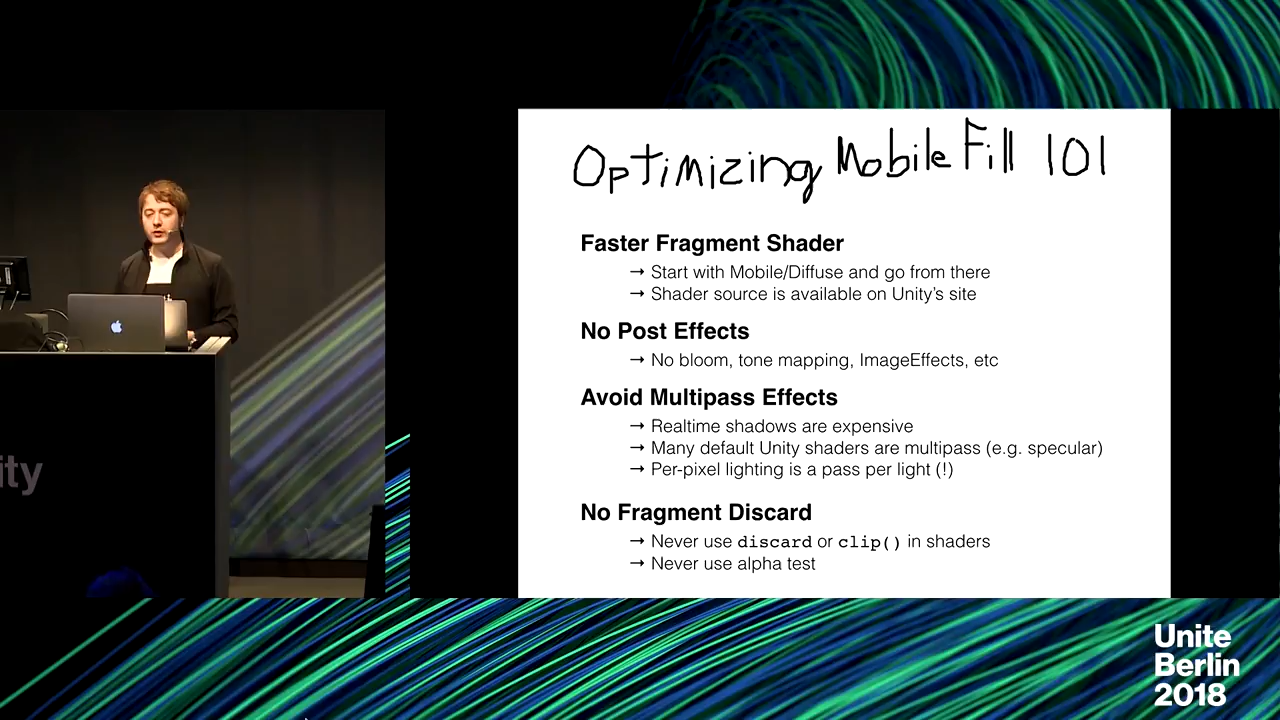 Optimizing Mobile Fill 101
Faster Fragment Shader
→ Start with Mobile/Diffuse and go from there
→ Shader source is available on Unity's site
No Post Effects
→ No bloom, tone mapping, ImageEffects, etc
Avoid Multipass Effects
→ Realtime shadows are expensive
→ Many default Unity shaders are multipass (e.g. specular)
→ Per-pixel lighting is a pass per light (!)
No Fragment Discard
→ Never use discard or clip() in shaders
→ Never use alpha test
ity
Unite
Berlin
2018